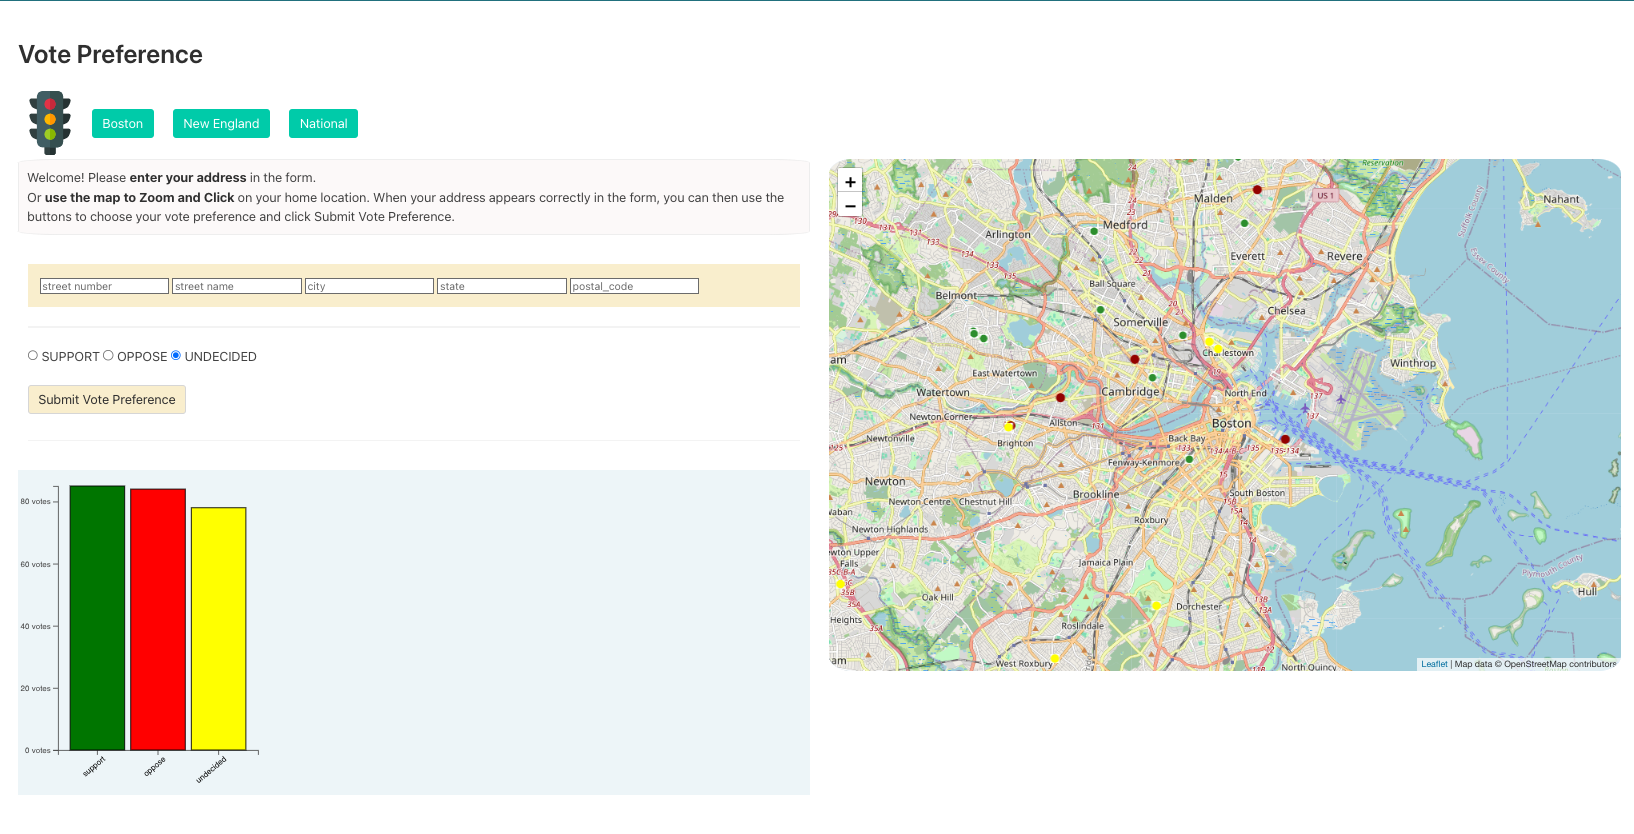 Vote Preference
Boston
New England
National
Welcome! Please enter your address in the form.
Or use the map to Zoom and Click on your home location. When your address appears correctly in the form, you can then use the
buttons to choose your vote preference and click Submit Vote Preference.
street number
street name
city
state
postal_code
SUPPORT
OPPOSE
UNDECIDED
Submit Vote Preference
80 votes
60 votes
40 votes
20 votes
0 votes
support
oppose
undecided
+
−
Reservation
Malden
US 1
Nahant
Suffolk County
Essex County
Medford
Arlington
Everett
Revere
Belmont
Ball Square
Chelsea
Somerville
Charlestown
Winthrop
East Watertown
Watertown
Cambridge
North End
Newton Corner
Allston
Boston
Newtonville
Brighton
Back Bay
Fenway-Kenmore
Newton
Brookline
South Boston
Newton Centre
Chestnut Hill
Newton Highlands
Roxbury
Falls
Jamaica Plain
Plymouth County
Oak Hill
Dorchester
Hull
Heights
Roslindale
West Roxbury
North Quincy
Leaflet | Map data © OpenStreetMap contributors